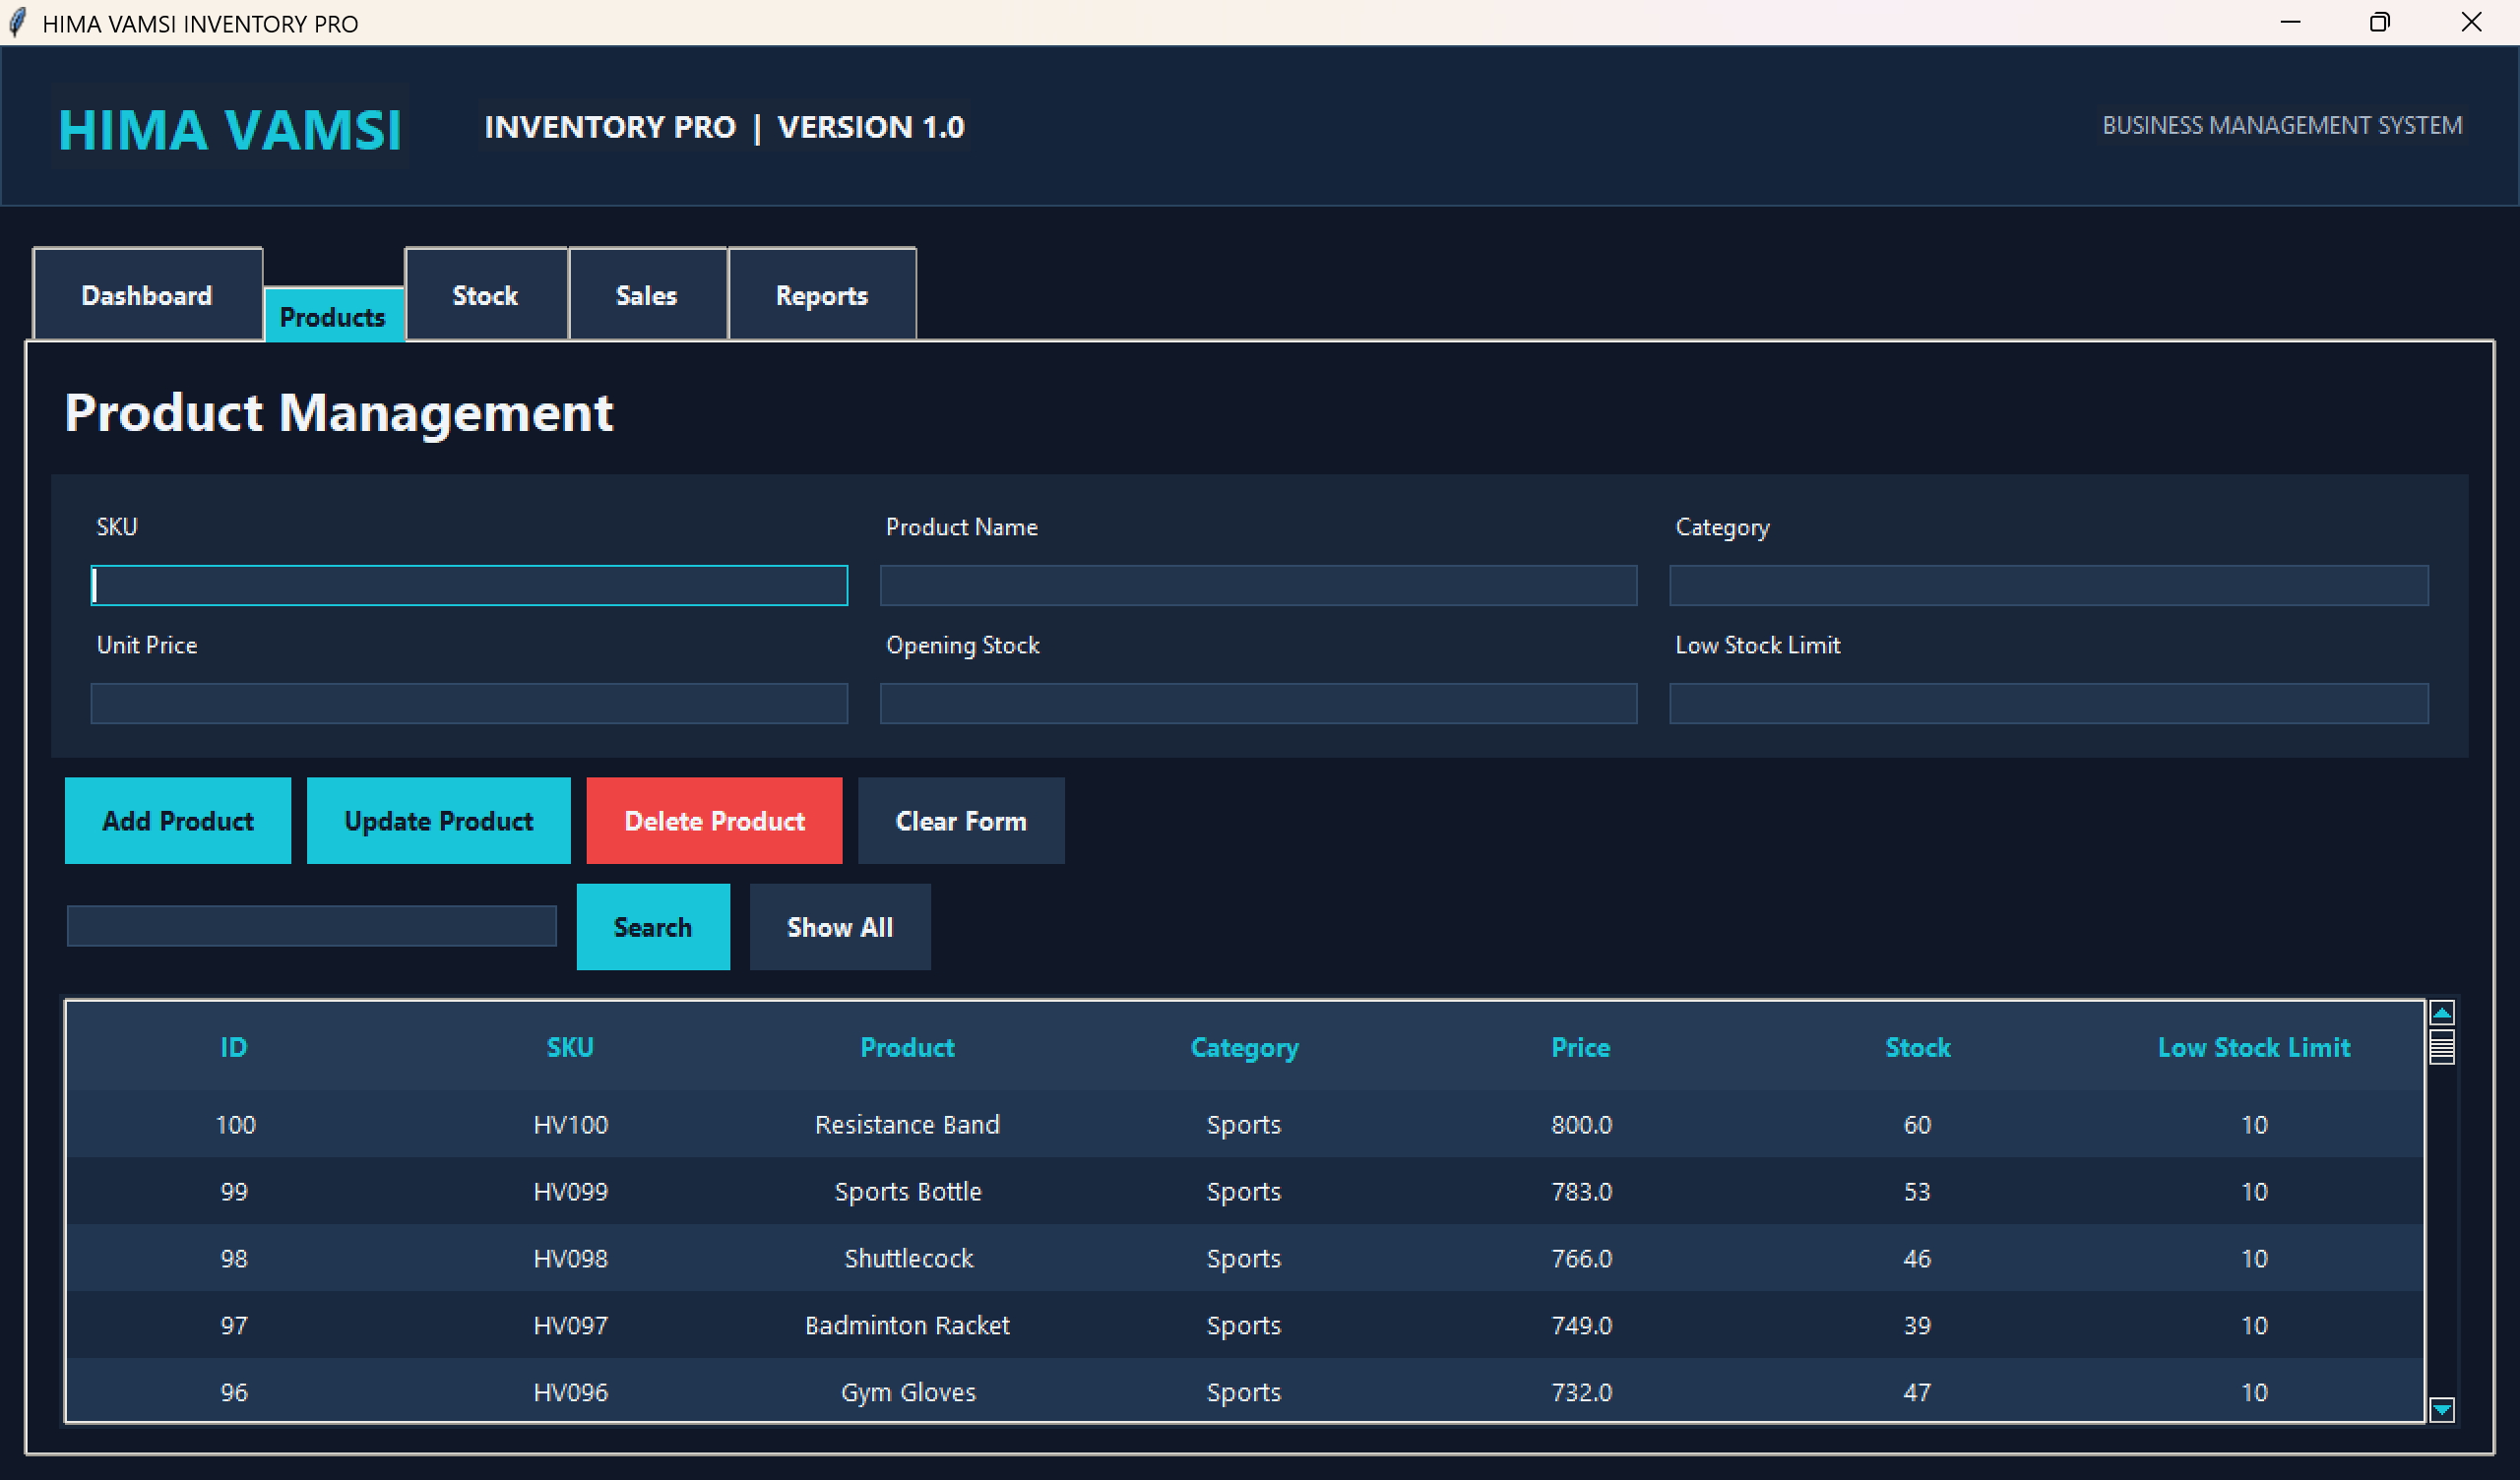 HIMA VAMSI INVENTORY PRO
HIMA VAMSI INVENTORY PRO | VERSION 1.0 BUSINESS MANAGEMENT SYSTEM
Dashboard Products Stock Sales Reports
Product Management
SKU Product Name Category
Unit Price Opening Stock Low Stock Limit
Add Product Update Product Delete Product Clear Form
Search Show All
ID SKU Product Category Price Stock Low Stock Limit
100 HV100 Resistance Band Sports 800.0 60 10
99 HV099 Sports Bottle Sports 783.0 53 10
98 HV098 Shuttlecock Sports 766.0 46 10
97 HV097 Badminton Racket Sports 749.0 39 10
96 HV096 Gym Gloves Sports 732.0 47 10